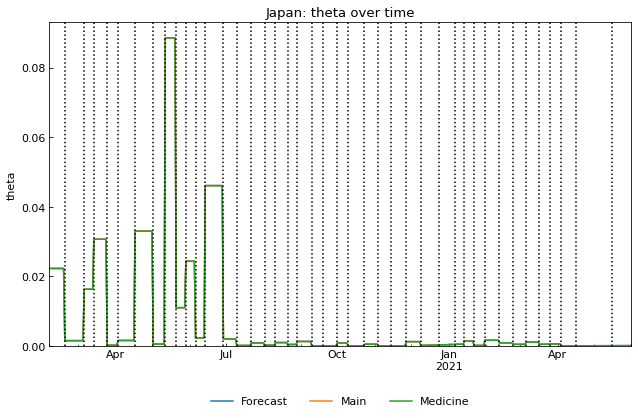 Japan: theta over time
theta
0.08
0.06
0.04
0.02
0.00
Apr Jul Oct Jan Apr
2021
Forecast Main Medicine